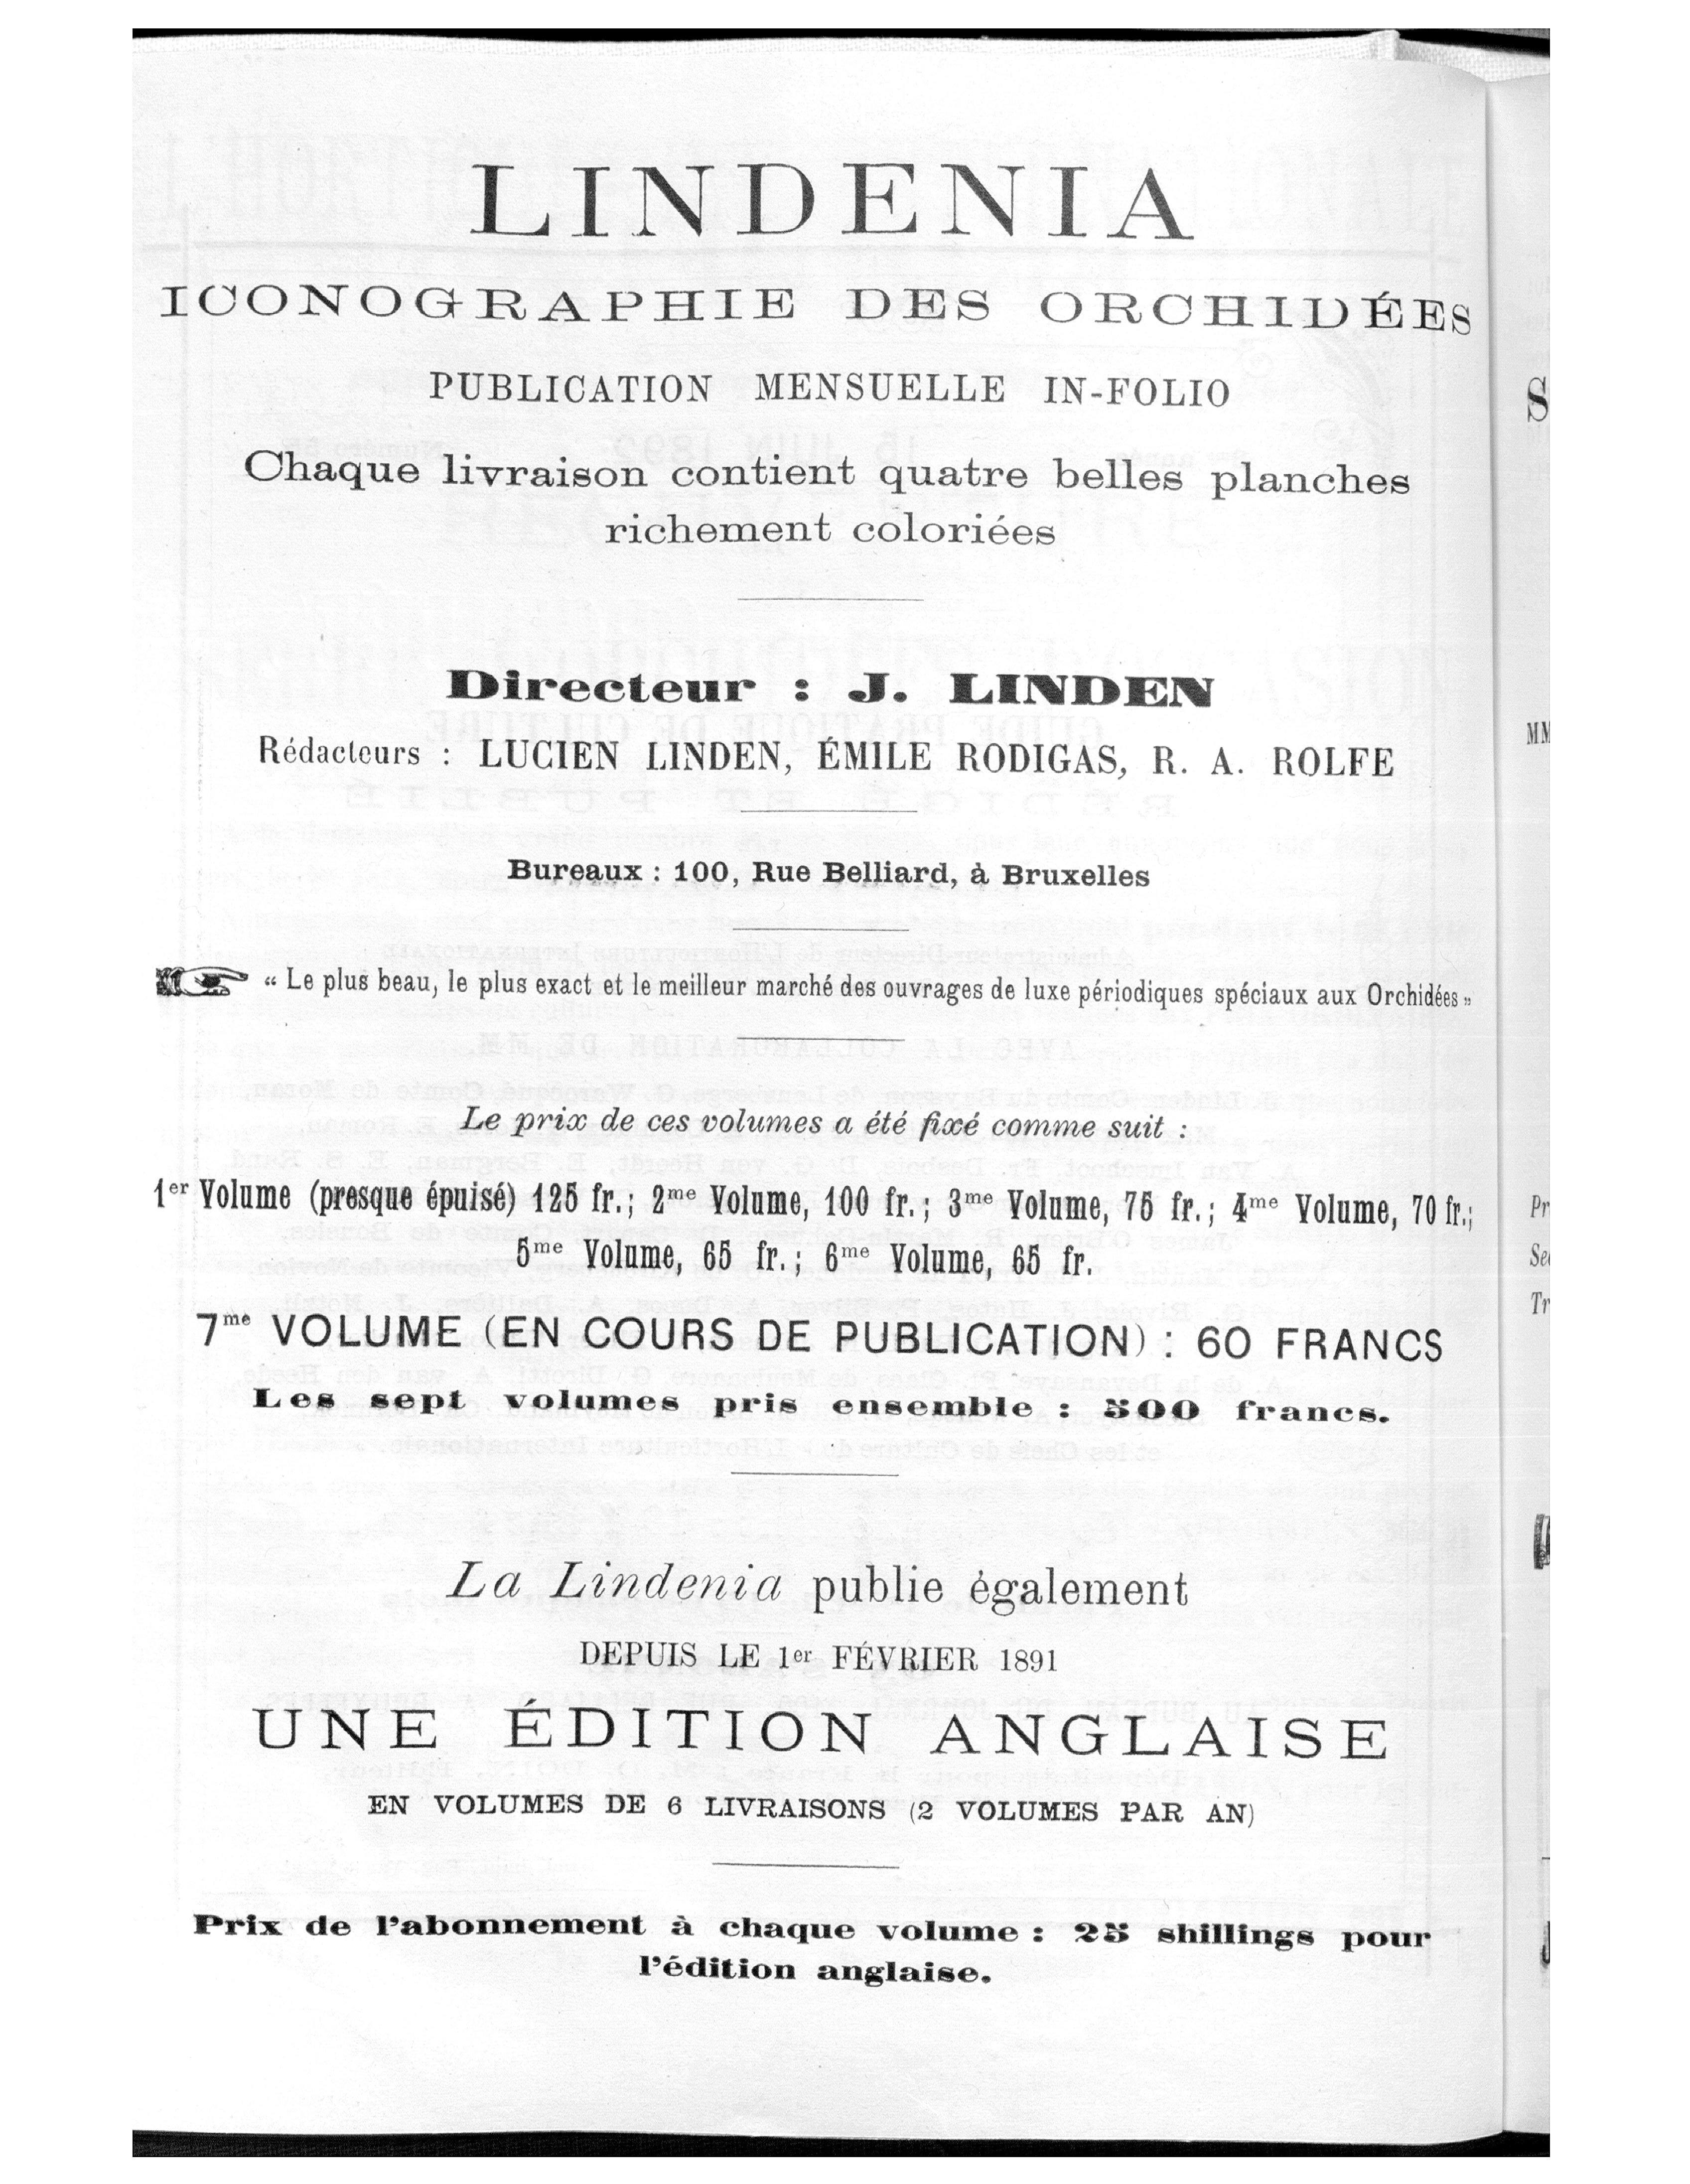 LINDENIA
ICONOGRAPHIE DES ORCHIDÉES
PUBLICATION MENSUELLE IN-FOLIO
Chaque livraison contient quatre belles planches
richement coloriées
Directeur : J. LINDEN
Rédacteurs : LUCIEN LINDEN, ÉMILE RODIGAS, R. A. ROLFE
Bureaux : 100, Rue Belliard, à Bruxelles
“ Le plus beau, le plus exact et le meilleur marché des ouvrages de luxe périodiques spéciaux aux Orchidées „
Le prix de ces volumes a été fixé comme suit :
1er Volume (presque épuisé) 125 fr.; 2me Volume, 100 fr.; 3me Volume, 75 fr.; 4me Volume, 70 fr.;
5me Volume, 65 fr.; 6me Volume, 65 fr.
7me VOLUME (EN COURS DE PUBLICATION) : 60 FRANCS
Les sept volumes pris ensemble : 500 francs.
La Lindenia publie également
DEPUIS LE 1er FÉVRIER 1891
UNE ÉDITION ANGLAISE
EN VOLUMES DE 6 LIVRAISONS (2 VOLUMES PAR AN)
Prix de l'abonnement à chaque volume : 25 shillings pour
l'édition anglaise.